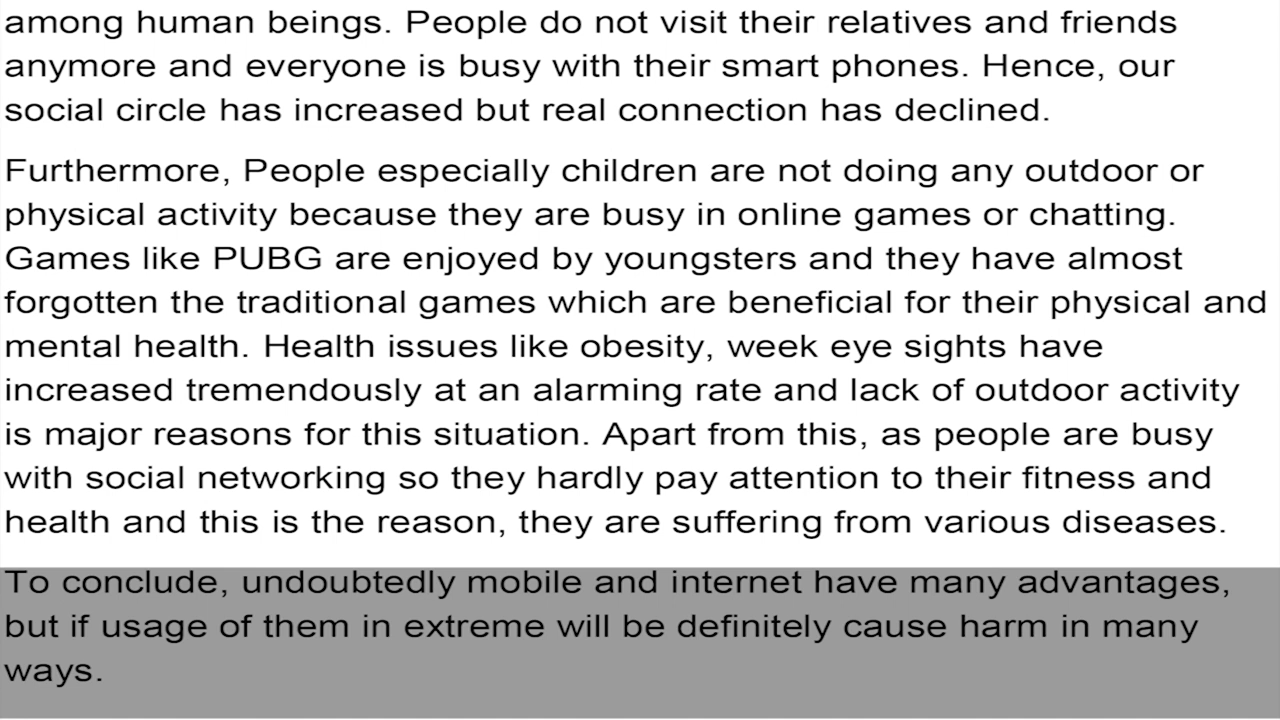 among human beings. People do not visit their relatives and friends
anymore and everyone is busy with their smart phones. Hence, our
social circle has increased but real connection has declined.
Furthermore, People especially children are not doing any outdoor or
physical activity because they are busy in online games or chatting.
Games like PUBG are enjoyed by youngsters and they have almost
forgotten the traditional games which are beneficial for their physical and
mental health. Health issues like obesity, week eye sights have
increased tremendously at an alarming rate and lack of outdoor activity
is major reasons for this situation. Apart from this, as people are busy
with social networking so they hardly pay attention to their fitness and
health and this is the reason, they are suffering from various diseases.
To conclude, undoubtedly mobile and internet have many advantages,
but if usage of them in extreme will be definitely cause harm in many
ways.